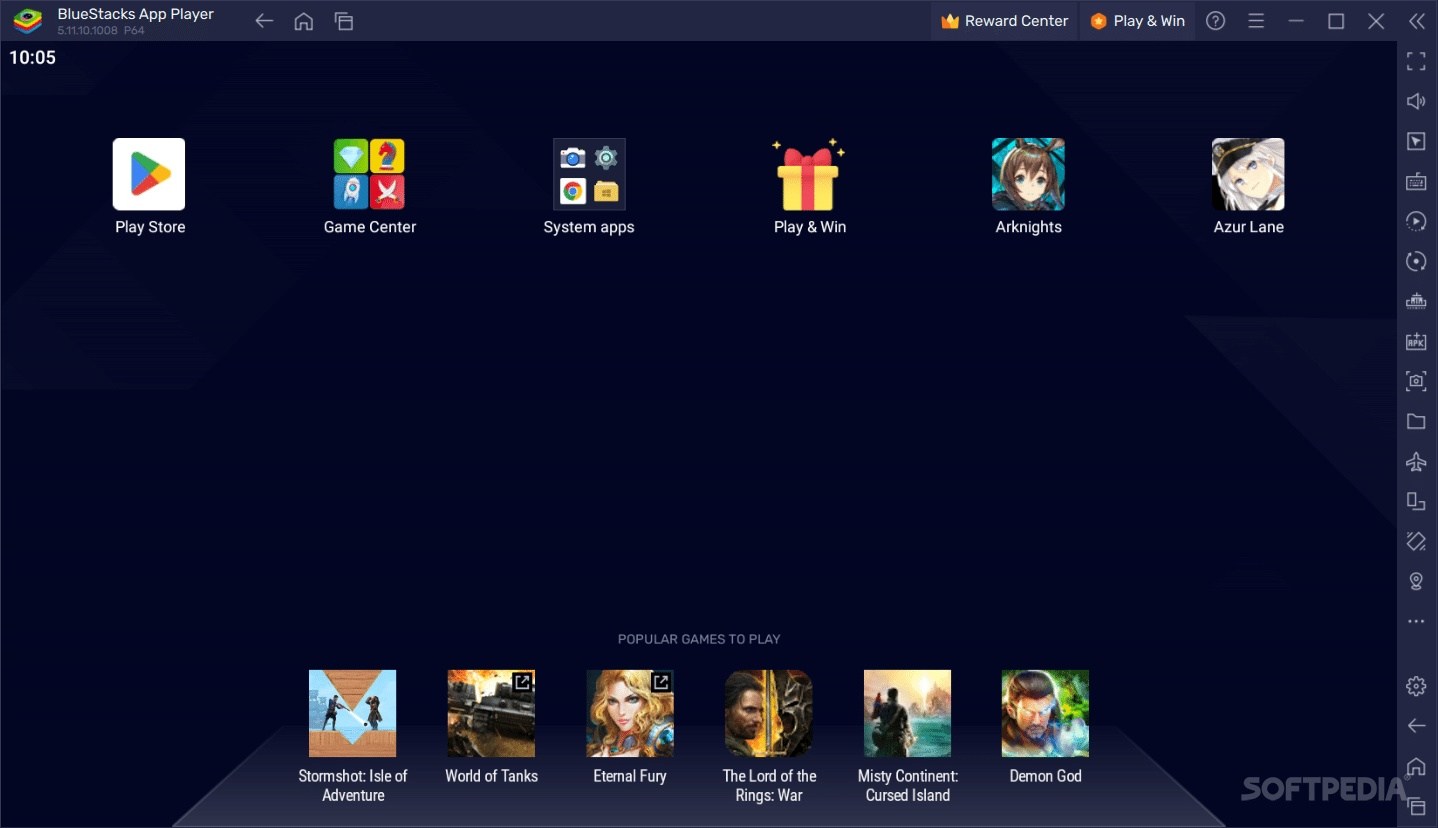 BlueStacks App Player
5.11.10.1008 P64
Reward Center
Play & Win
10:05
Play Store
Game Center
System apps
Play & Win
Arknights
Azur Lane
APK
POPULAR GAMES TO PLAY
Stormshot: Isle of
Adventure
World of Tanks
Eternal Fury
The Lord of the
Rings: War
Misty Continent:
Cursed Island
Demon God
SOFTPEDIA®